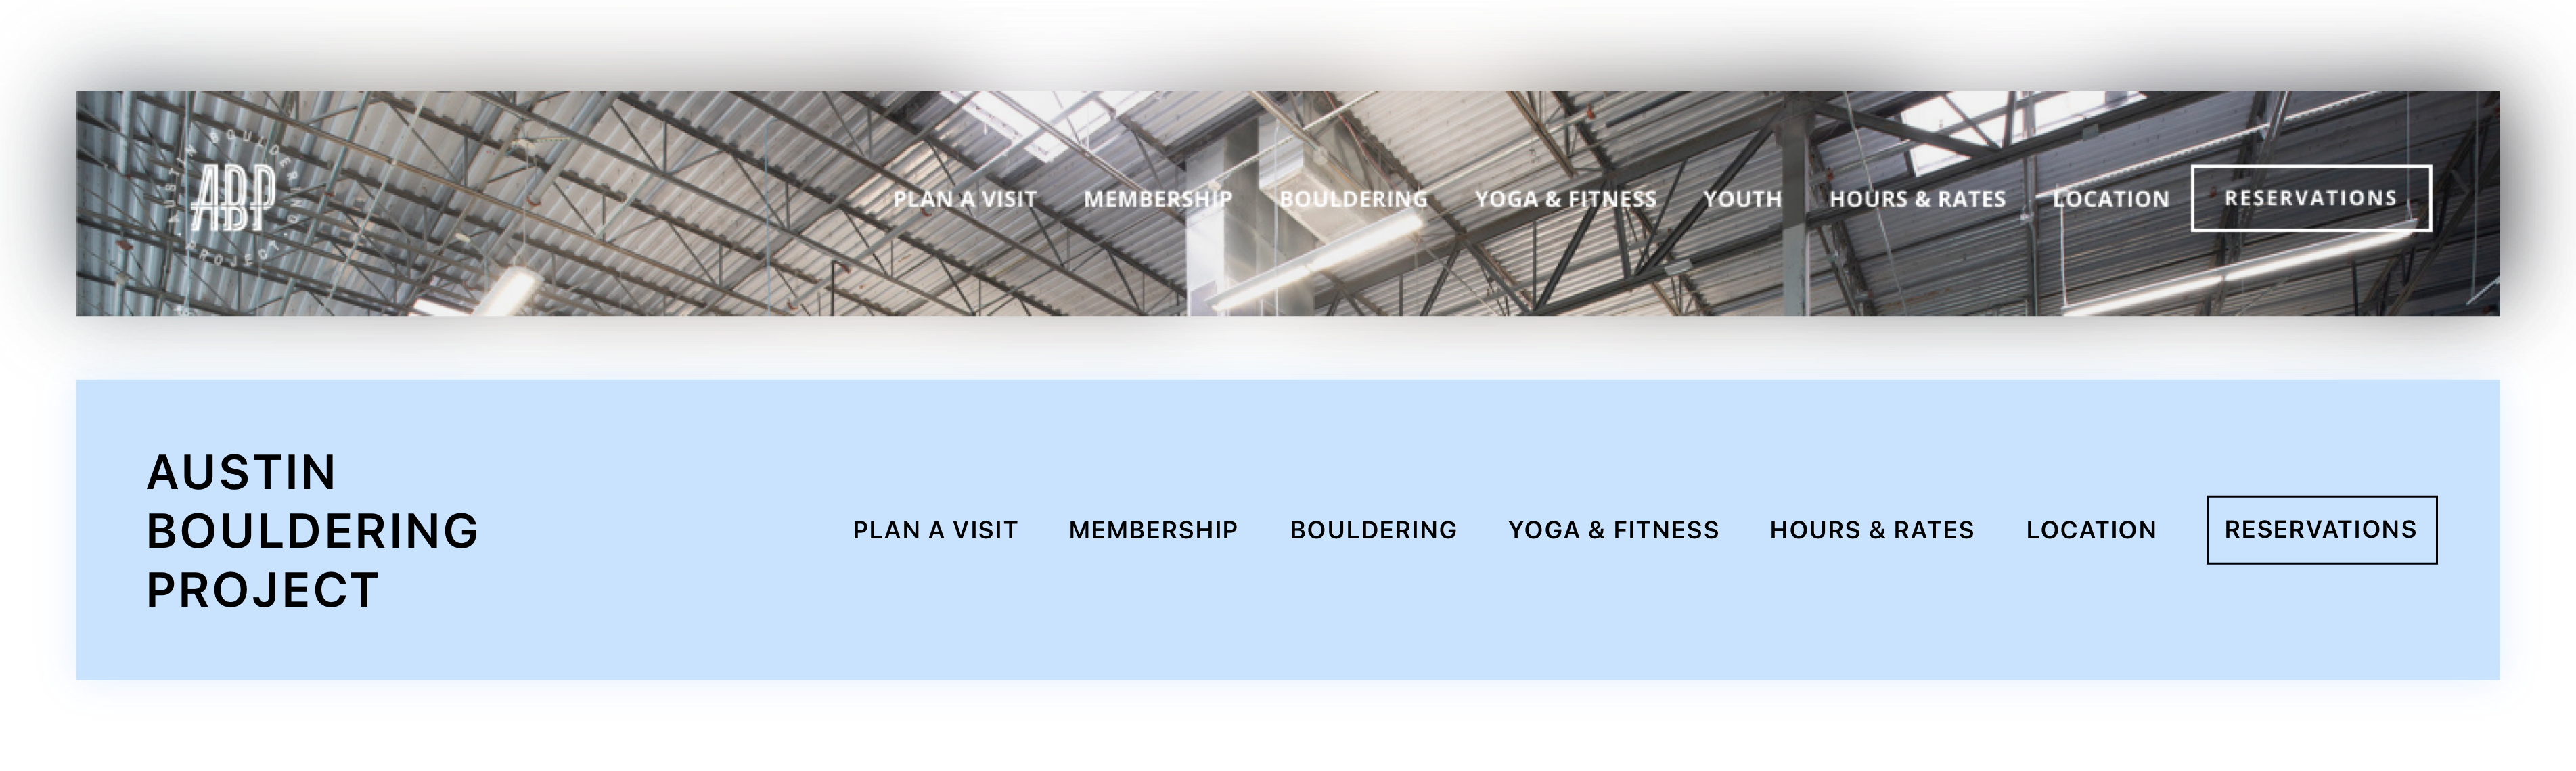 AUSTIN BOULDERING PROJECT
ABP
PLAN A VISIT MEMBERSHIP BOULDERING YOGA & FITNESS YOUTH HOURS & RATES LOCATION RESERVATIONS
AUSTIN
BOULDERING
PROJECT
PLAN A VISIT MEMBERSHIP BOULDERING YOGA & FITNESS HOURS & RATES LOCATION RESERVATIONS